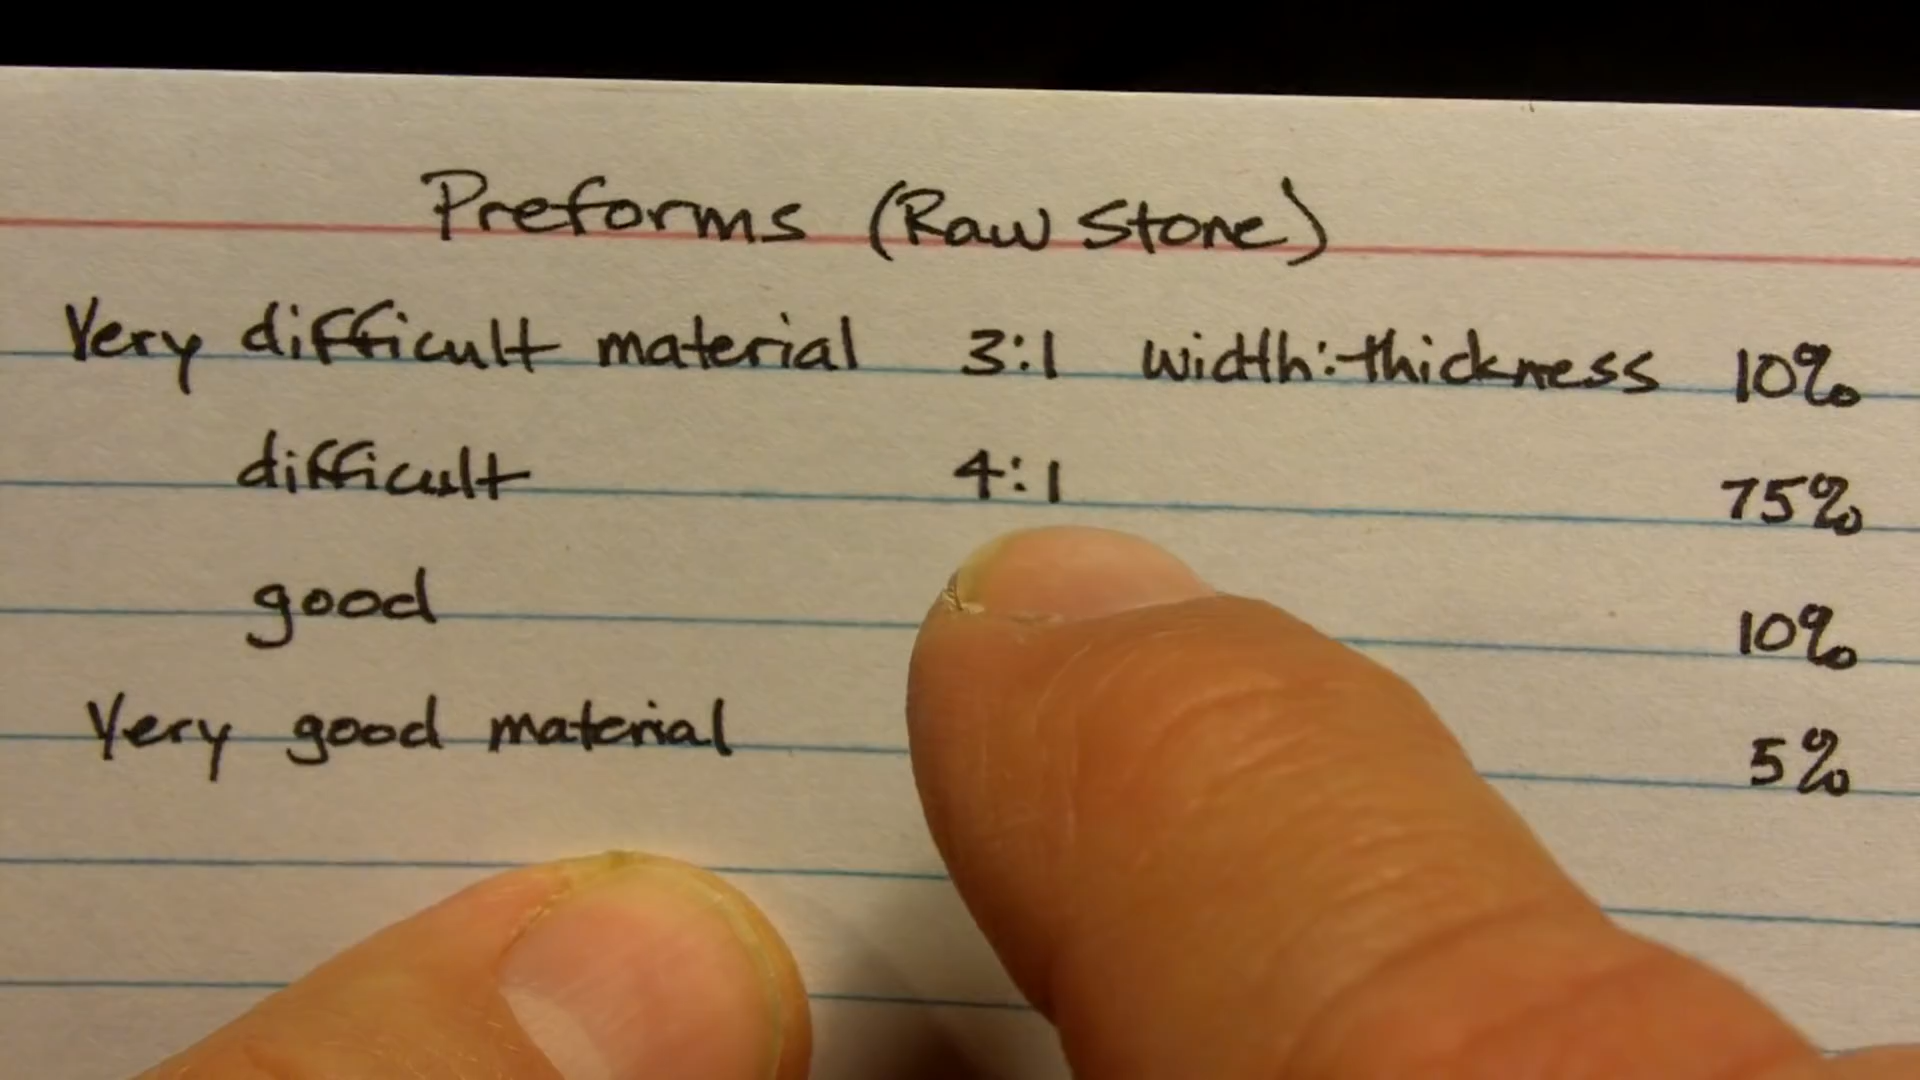 Preforms (Raw Stone)
Very difficult material 3:1 width:thickness 10%
difficult 4:1 75%
good 10%
Very good material 5%